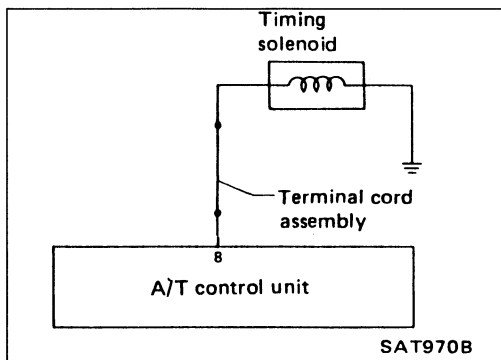 Timing
solenoid
Terminal cord
assembly
8
A/T control unit
SAT970B